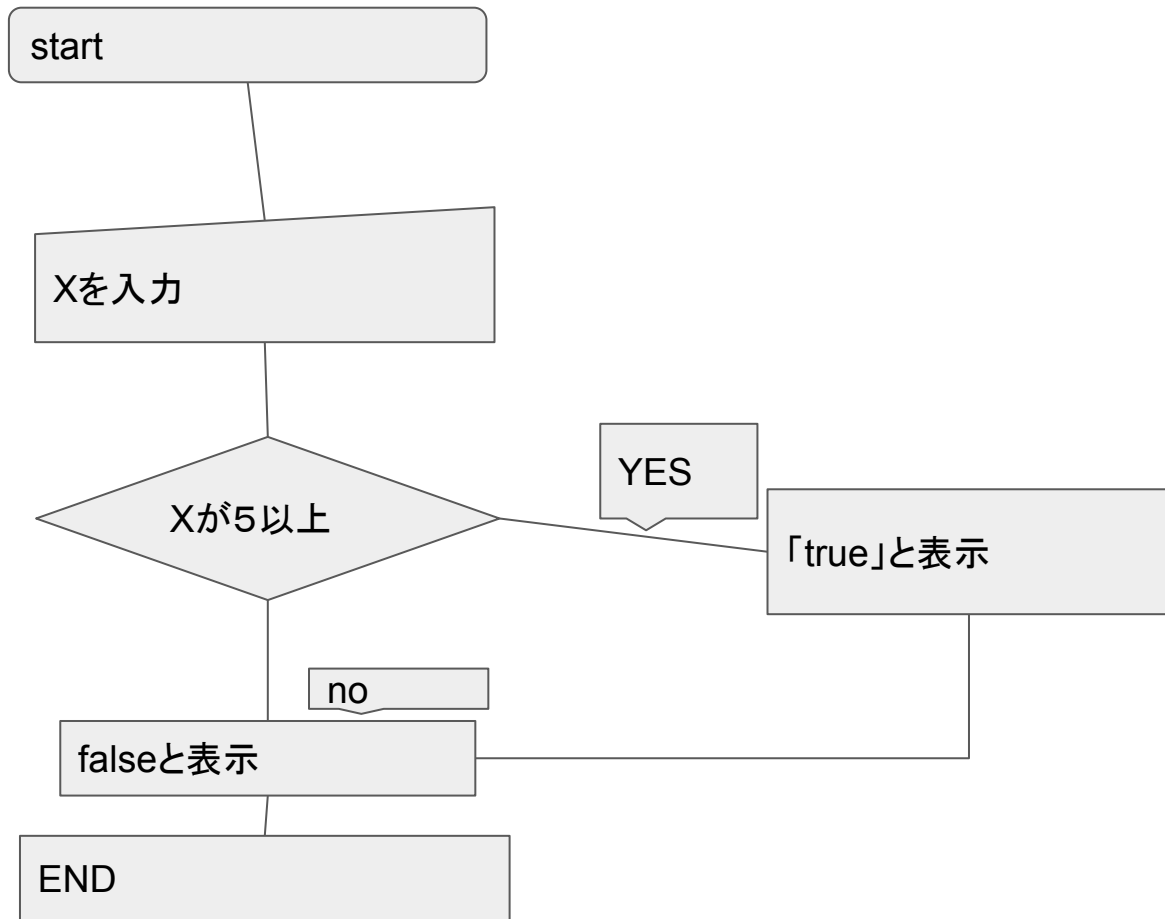 start
Xを入力
Xが５以上
YES
「true」と表示
no
falseと表示
END